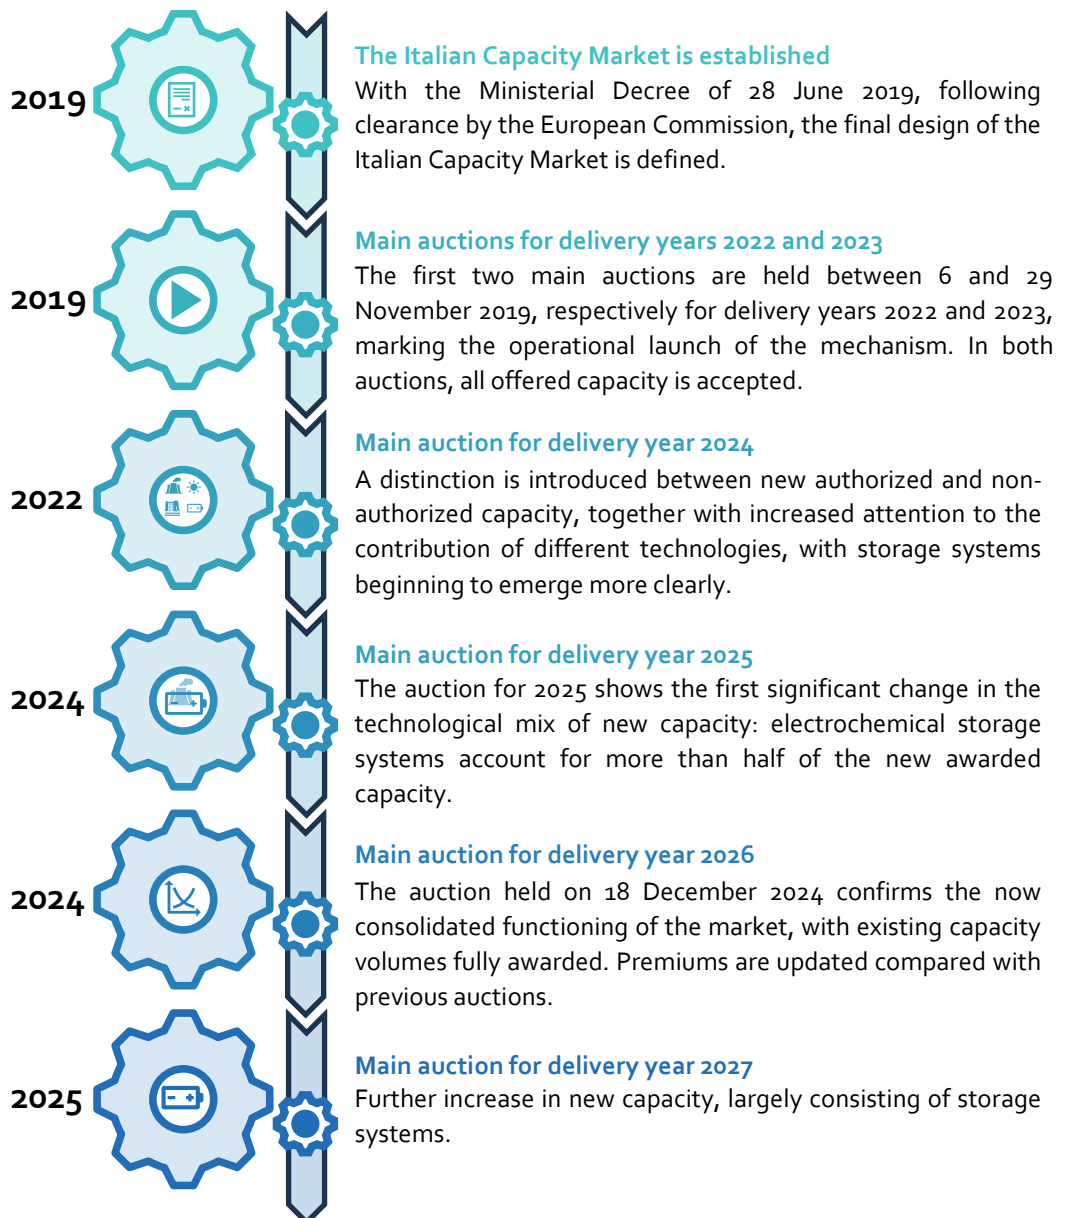 2019
The Italian Capacity Market is established
With the Ministerial Decree of 28 June 2019, following
clearance by the European Commission, the final design of the
Italian Capacity Market is defined.
2019
Main auctions for delivery years 2022 and 2023
The first two main auctions are held between 6 and 29
November 2019, respectively for delivery years 2022 and 2023,
marking the operational launch of the mechanism. In both
auctions, all offered capacity is accepted.
2022
Main auction for delivery year 2024
A distinction is introduced between new authorized and non-
authorized capacity, together with increased attention to the
contribution of different technologies, with storage systems
beginning to emerge more clearly.
2024
Main auction for delivery year 2025
The auction for 2025 shows the first significant change in the
technological mix of new capacity: electrochemical storage
systems account for more than half of the new awarded
capacity.
2024
Main auction for delivery year 2026
The auction held on 18 December 2024 confirms the now
consolidated functioning of the market, with existing capacity
volumes fully awarded. Premiums are updated compared with
previous auctions.
2025
Main auction for delivery year 2027
Further increase in new capacity, largely consisting of storage
systems.